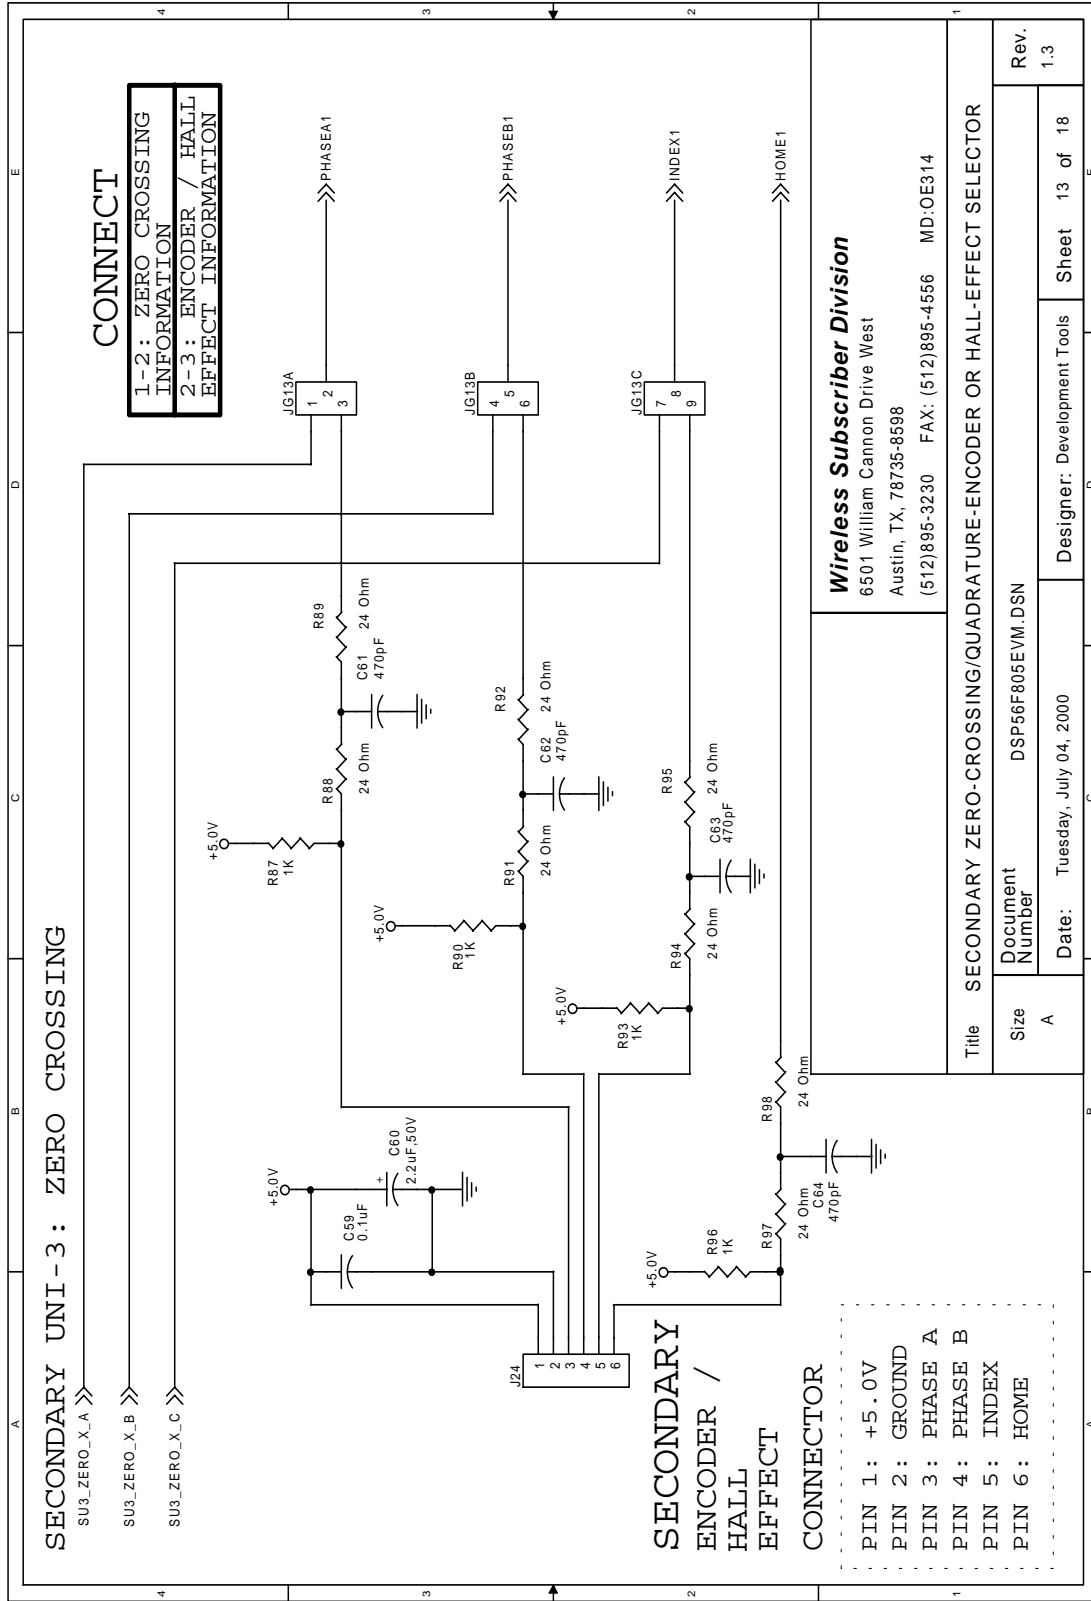 SECONDARY UNI-3: ZERO CROSSING
SU3_ZERO_X_A
SU3_ZERO_X_B
SU3_ZERO_X_C
CONNECT
1-2: ZERO CROSSING
INFORMATION
2-3: ENCODER / HALL
EFFECT INFORMATION
JG13A
1
2
3
PHASEA1
JG13B
4
5
6
PHASEB1
JG13C
7
8
9
INDEX1
HOME1
+5.0V
R87
1K
R88
24 Ohm
R89
24 Ohm
C61
470pF
+5.0V
R90
1K
R91
24 Ohm
R92
24 Ohm
C62
470pF
+5.0V
R93
1K
R94
24 Ohm
R95
24 Ohm
C63
470pF
+5.0V
C59
0.1uF
+
C60
2.2uF,50V
+5.0V
R96
1K
R97
24 Ohm
C64
470pF
R98
24 Ohm
J24
1
2
3
4
5
6
SECONDARY
ENCODER /
HALL
EFFECT
CONNECTOR
PIN 1: +5.0V
PIN 2: GROUND
PIN 3: PHASE A
PIN 4: PHASE B
PIN 5: INDEX
PIN 6: HOME
Wireless Subscriber Division
6501 William Cannon Drive West
Austin, TX, 78735-8598
(512)895-3230 FAX: (512)895-4556 MD:OE314
Title SECONDARY ZERO-CROSSING/QUADRATURE-ENCODER OR HALL-EFFECT SELECTOR
Size
A
Document
Number
DSP56F805EVM.DSN
Rev.
1.3
Date: Tuesday, July 04, 2000
Designer: Development Tools
Sheet 13 of 18
A
B
C
D
E
A
B
C
D
E
4
3
2
1
4
3
2
1